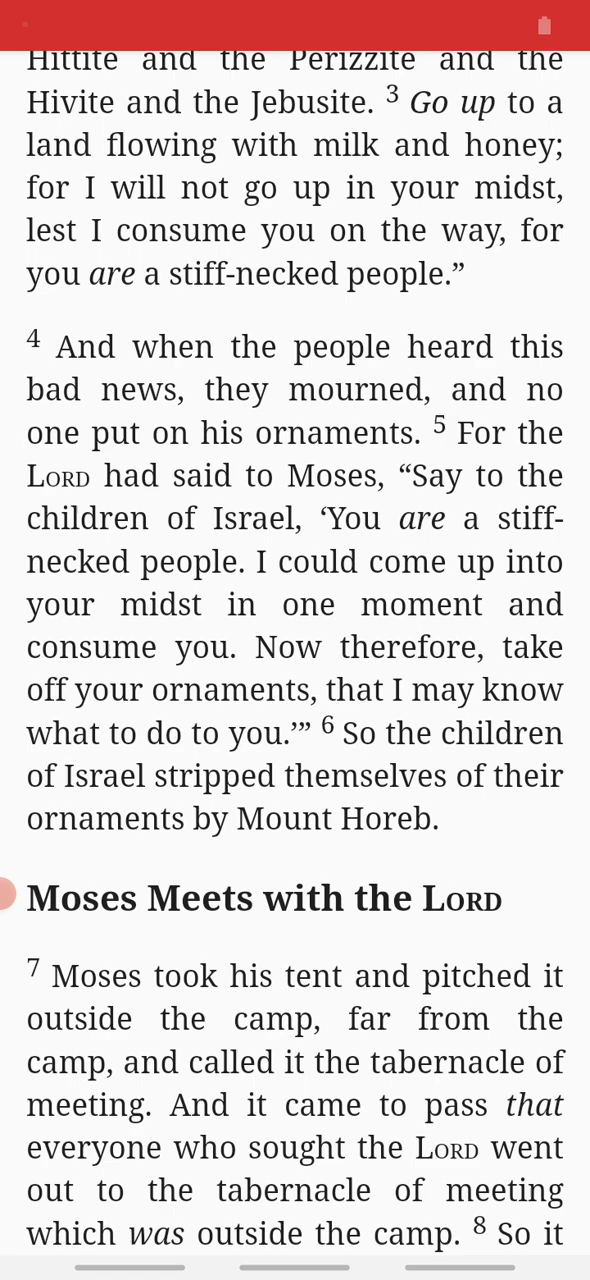 Hittite and the Perizzite and the
Hivite and the Jebusite. 3 Go up to a
land flowing with milk and honey;
for I will not go up in your midst,
lest I consume you on the way, for
you are a stiff-necked people.”
4 And when the people heard this
bad news, they mourned, and no
one put on his ornaments. 5 For the
LORD had said to Moses, “Say to the
children of Israel, ‘You are a stiff-
necked people. I could come up into
your midst in one moment and
consume you. Now therefore, take
off your ornaments, that I may know
what to do to you.’” 6 So the children
of Israel stripped themselves of their
ornaments by Mount Horeb.
Moses Meets with the LORD
7 Moses took his tent and pitched it
outside the camp, far from the
camp, and called it the tabernacle of
meeting. And it came to pass that
everyone who sought the LORD went
out to the tabernacle of meeting
which was outside the camp. 8 So it